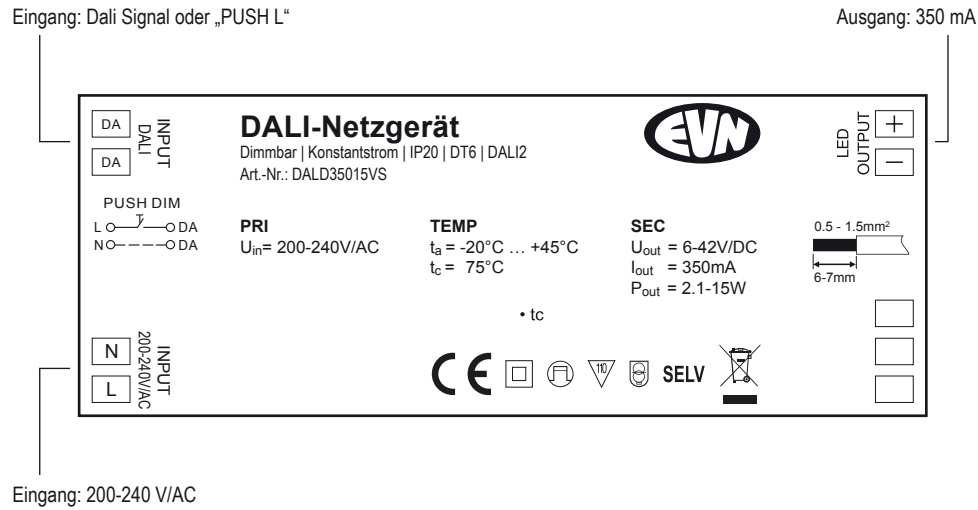 Eingang: Dali Signal oder „PUSH L“
Ausgang: 350 mA
DA
DA
INPUT
DALI
DALI-Netzgerät
Dimmbar | Konstantstrom | IP20 | DT6 | DALI2
Art.-Nr.: DALD35015VS
EVN
LED
OUTPUT
+
–
PUSH DIM
L DA
N DA
PRI
Uin= 200-240V/AC
TEMP
ta = -20°C … +45°C
tc = 75°C
SEC
Uout = 6-42V/DC
Iout = 350mA
Pout = 2.1-15W
0.5 - 1.5mm²
6-7mm
• tc
N
L
INPUT
200-240V/AC
CE
110
SELV
Eingang: 200-240 V/AC